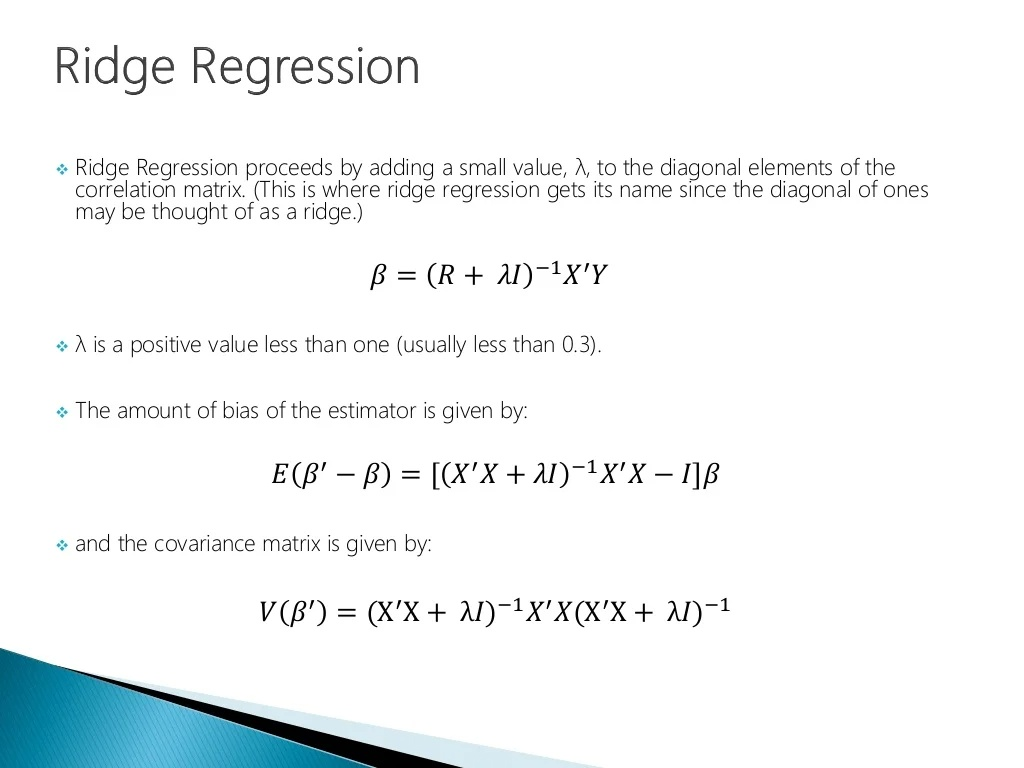 Ridge Regression
❖ Ridge Regression proceeds by adding a small value, λ, to the diagonal elements of the
correlation matrix. (This is where ridge regression gets its name since the diagonal of ones
may be thought of as a ridge.)
𝛽 = (𝑅 + 𝜆𝐼)⁻¹𝑋′𝑌
❖ λ is a positive value less than one (usually less than 0.3).
❖ The amount of bias of the estimator is given by:
𝐸(𝛽′ − 𝛽) = [(𝑋′𝑋 + 𝜆𝐼)⁻¹𝑋′𝑋 − 𝐼]𝛽
❖ and the covariance matrix is given by:
𝑉(𝛽′) = (X′X + λ𝐼)⁻¹𝑋′𝑋(X′X + λ𝐼)⁻¹